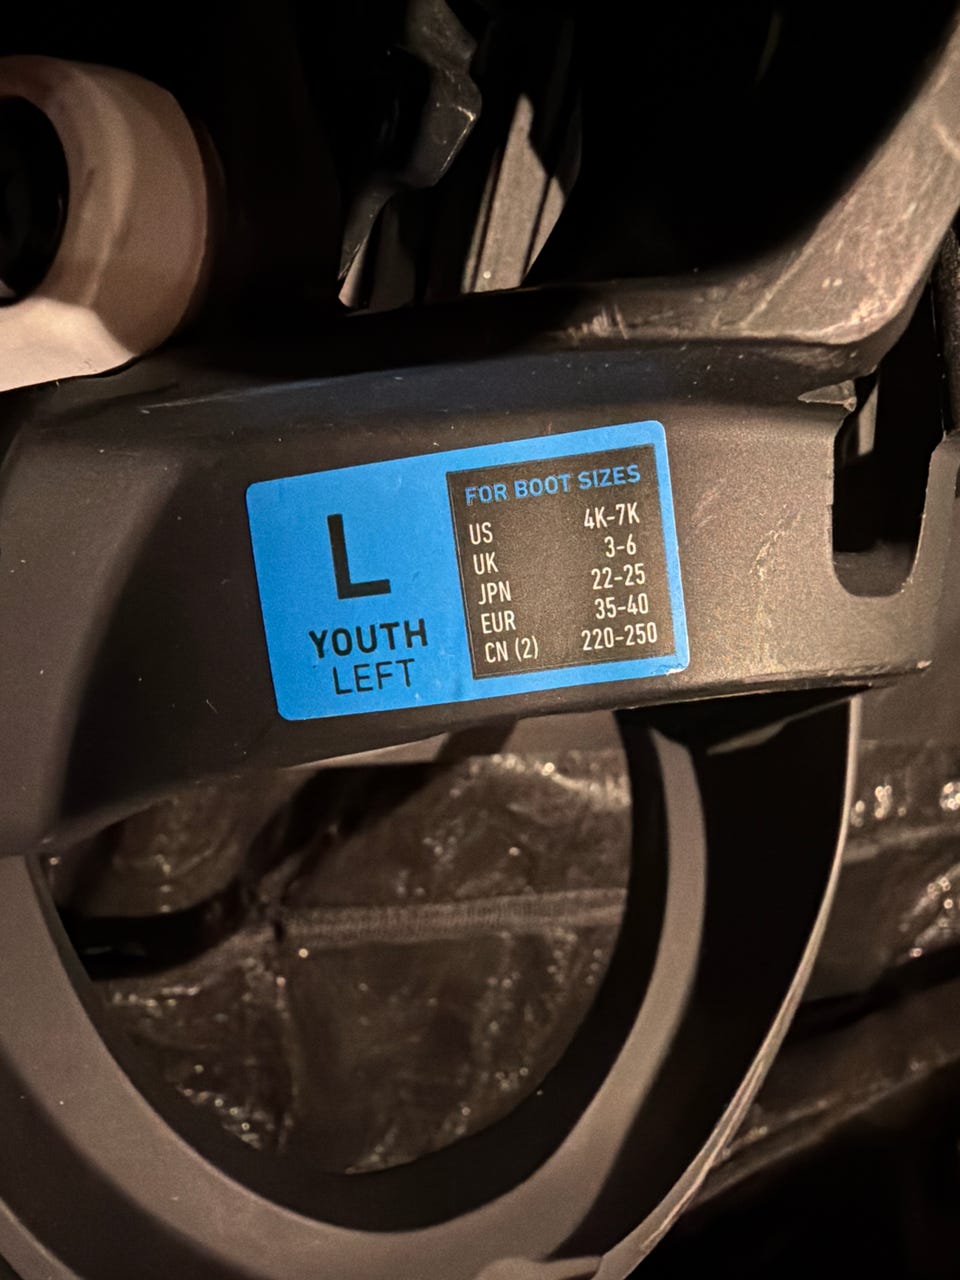 L
YOUTH
LEFT
FOR BOOT SIZES
US 4K-7K
UK 3-6
JPN 22-25
EUR 35-40
CN (2) 220-250